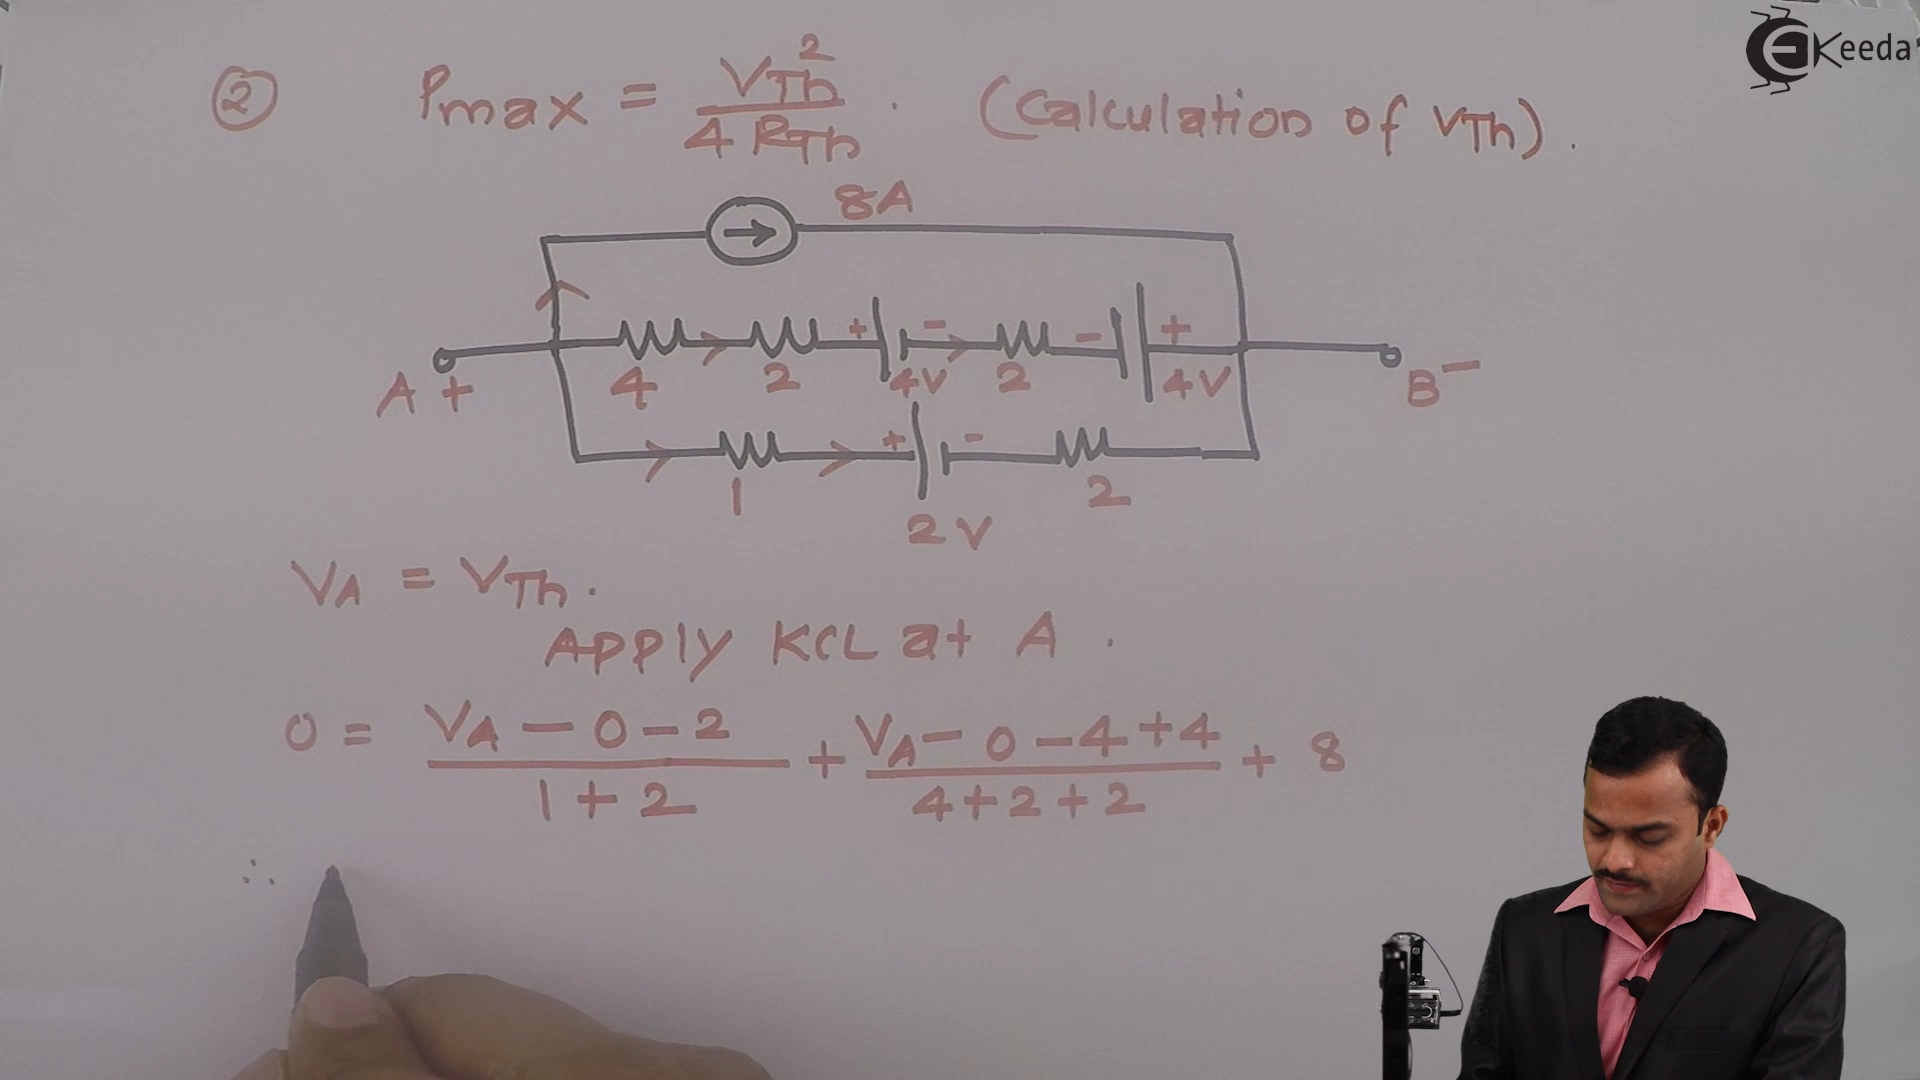 EKeeda
② Pmax = VTh² / 4 RTh . (Calculation of VTh).
8A
A + 4 2 + - 4V 2 - + 4V B -
1 + - 2V 2
VA = VTh.
Apply KCL at A.
0 = VA - 0 - 2 / 1 + 2 + VA - 0 - 4 + 4 / 4 + 2 + 2 + 8
∴